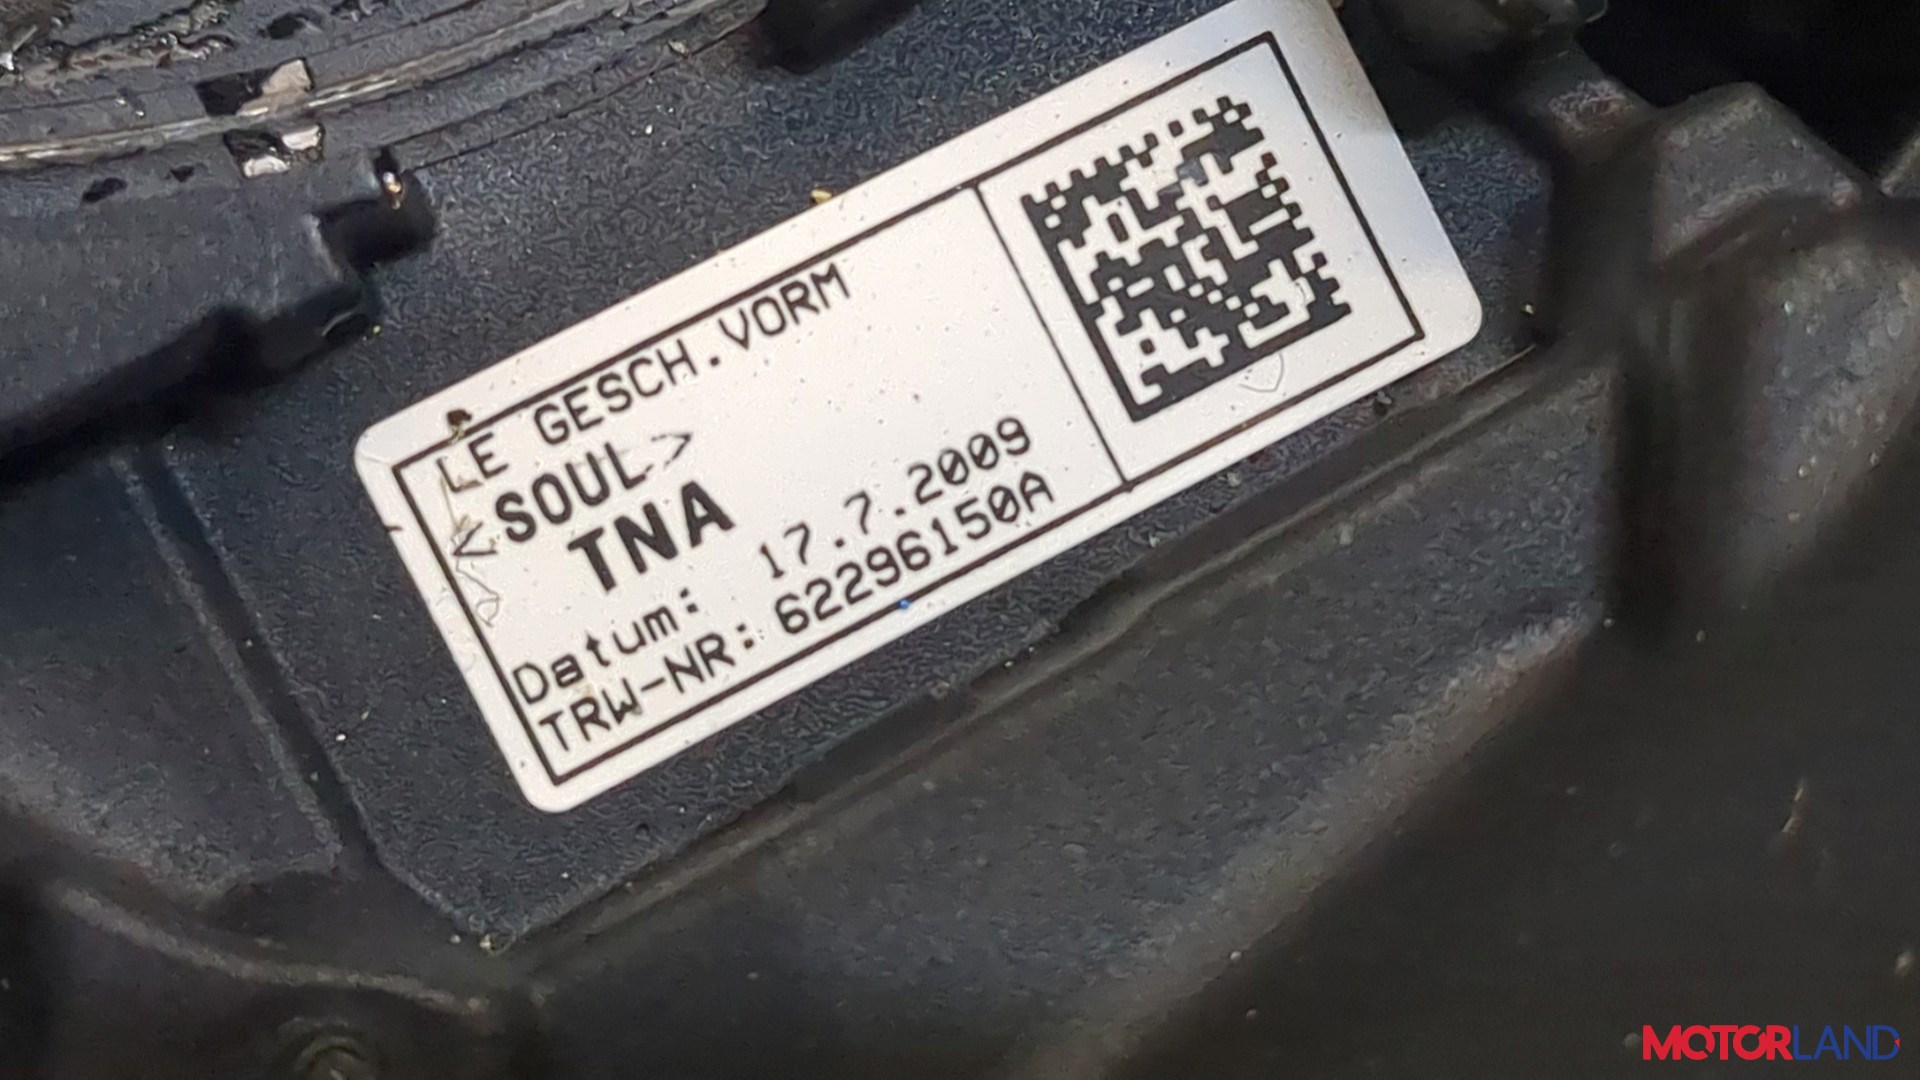 LE GESCH.VORM
SOUL>
TNA
Datum: 17.7.2009
TRW-NR: 62296150A
MOTORLAND